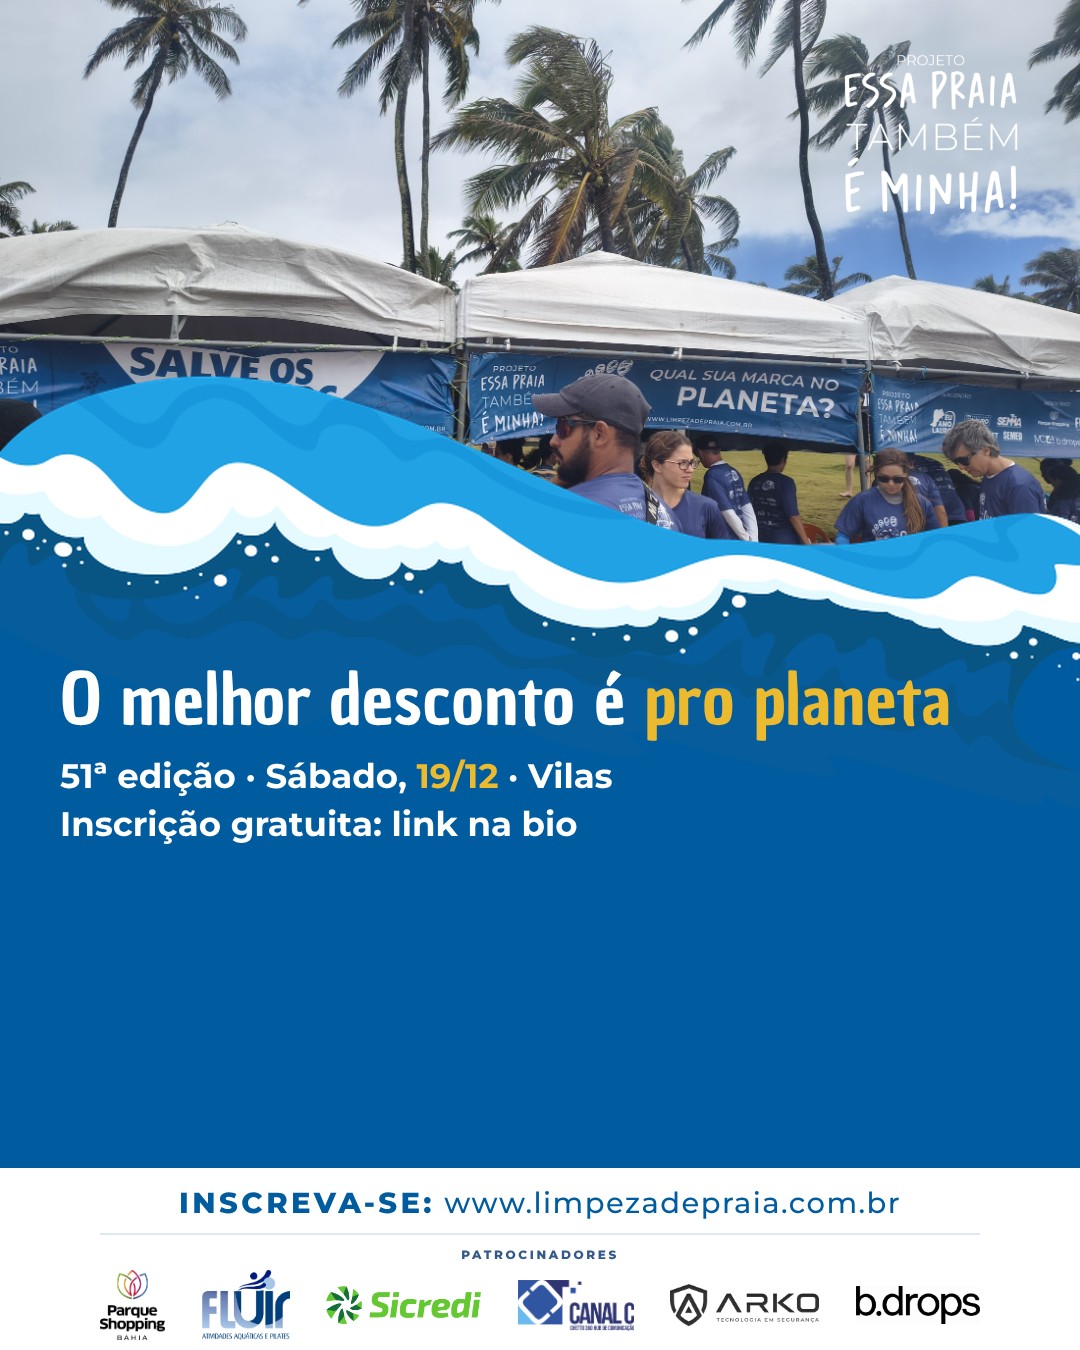 PROJETO
ESSA PRAIA
TAMBÉM
É MINHA!
SALVE OS
PROJETO
ESSA PRAIA
TAMBÉM
É MINHA!
QUAL SUA MARCA NO
PLANETA?
WWW.LIMPEZADEPRAIA.COM.BR
O melhor desconto é pro planeta
51ª edição · Sábado, 19/12 · Vilas
Inscrição gratuita: link na bio
INSCREVA-SE: www.limpezadepraia.com.br
PATROCINADORES
Parque
Shopping
BAHIA
FLUIR
ATIVIDADES AQUÁTICAS E PILATES
Sicredi
CANAL C
ARKO
TECNOLOGIA EM SEGURANÇA
b.drops